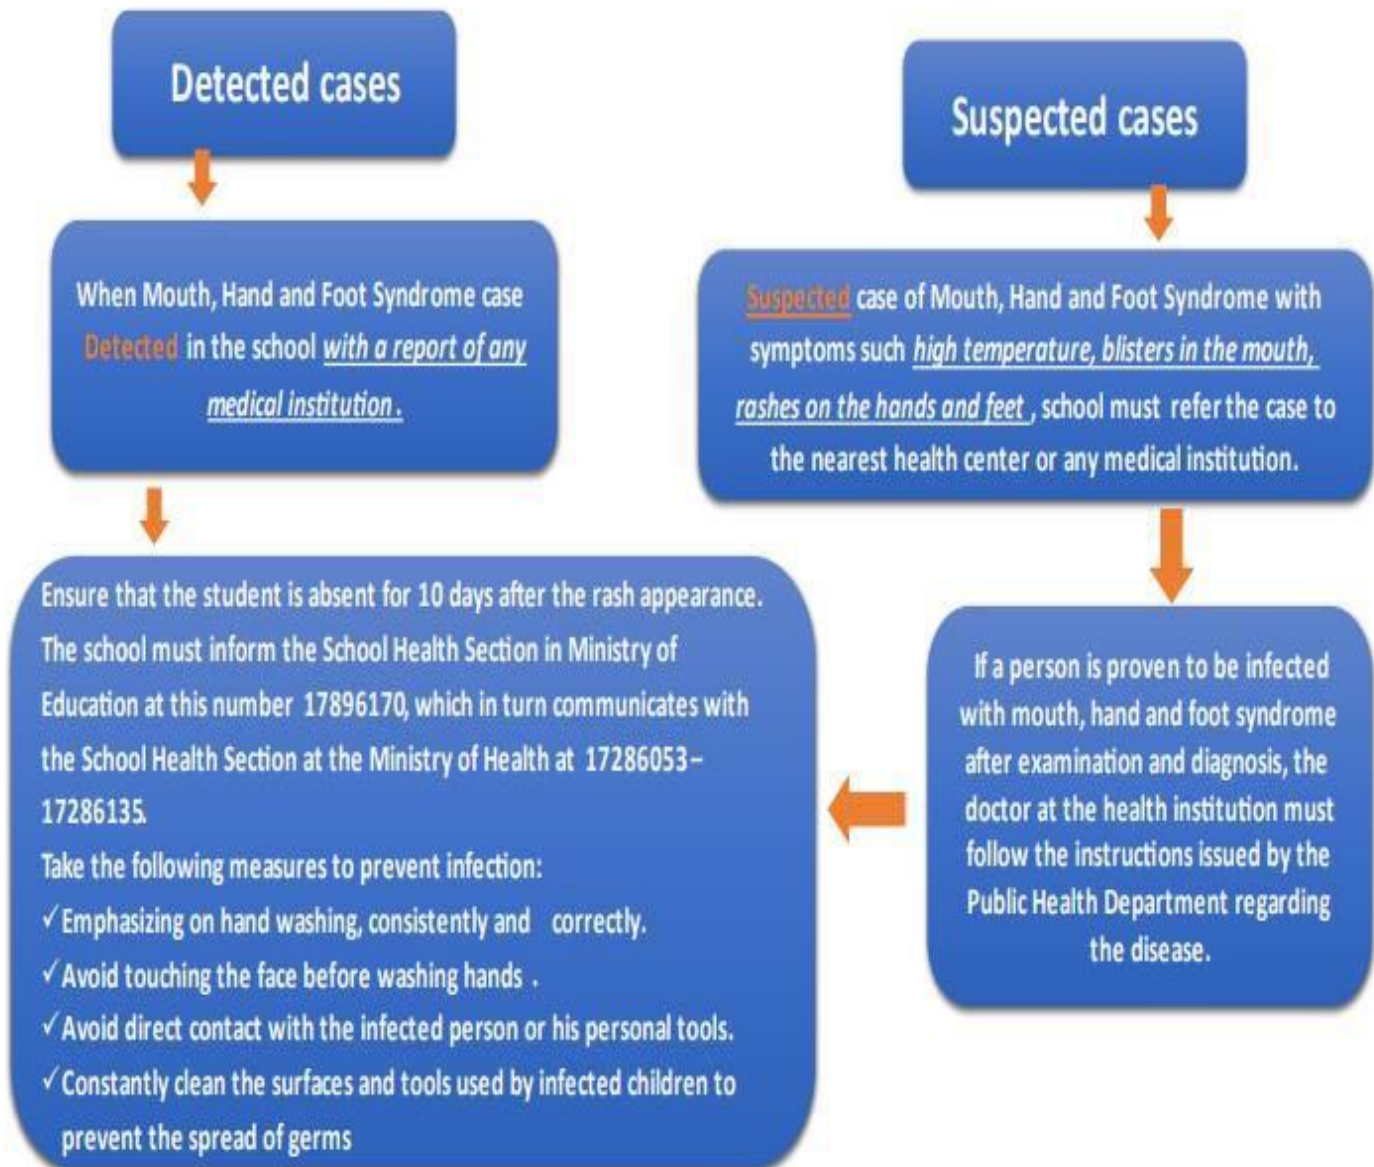 Detected cases
When Mouth, Hand and Foot Syndrome case
Detected in the school with a report of any
medical institution .
Ensure that the student is absent for 10 days after the rash appearance.
The school must inform the School Health Section in Ministry of
Education at this number 17896170, which in turn communicates with
the School Health Section at the Ministry of Health at 17286053–
17286135.
Take the following measures to prevent infection:
✓Emphasizing on hand washing, consistently and correctly.
✓Avoid touching the face before washing hands .
✓Avoid direct contact with the infected person or his personal tools.
✓Constantly clean the surfaces and tools used by infected children to
prevent the spread of germs
Suspected cases
Suspected case of Mouth, Hand and Foot Syndrome with
symptoms such high temperature, blisters in the mouth,
rashes on the hands and feet , school must refer the case to
the nearest health center or any medical institution.
If a person is proven to be infected
with mouth, hand and foot syndrome
after examination and diagnosis, the
doctor at the health institution must
follow the instructions issued by the
Public Health Department regarding
the disease.